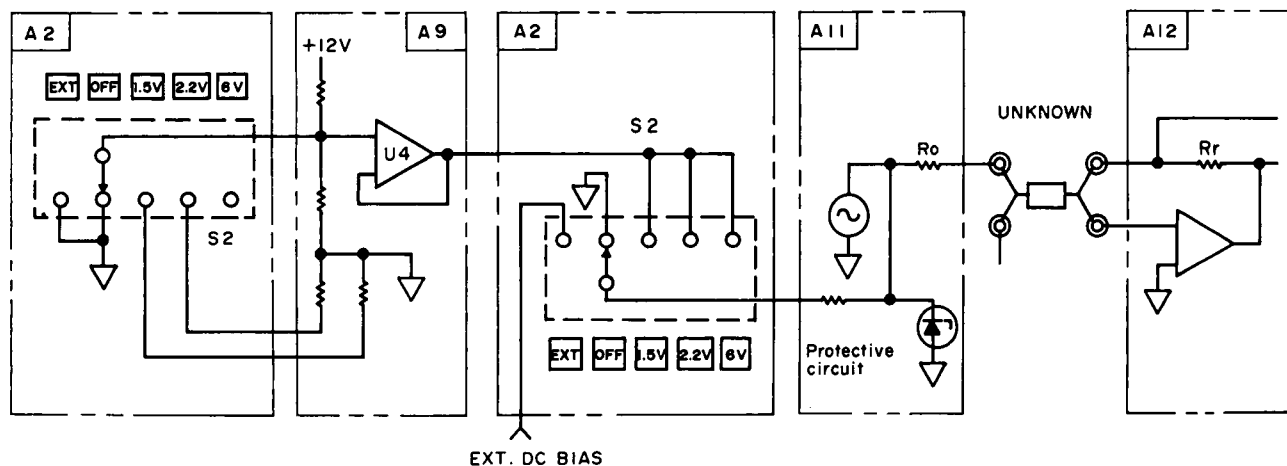 A2
EXT OFF 1.5V 2.2V 6V
S2
A9
+12V
U4
A2
S2
EXT OFF 1.5V 2.2V 6V
EXT. DC BIAS
A11
Ro
Protective
circuit
UNKNOWN
A12
Rr